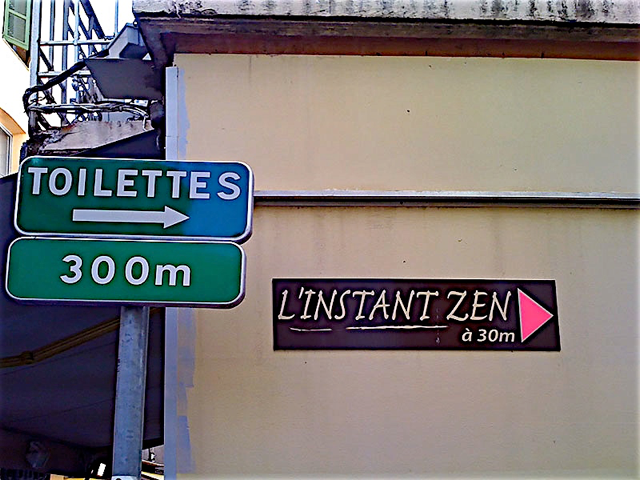 TOILETTES
300m
L'INSTANT ZEN
à 30m